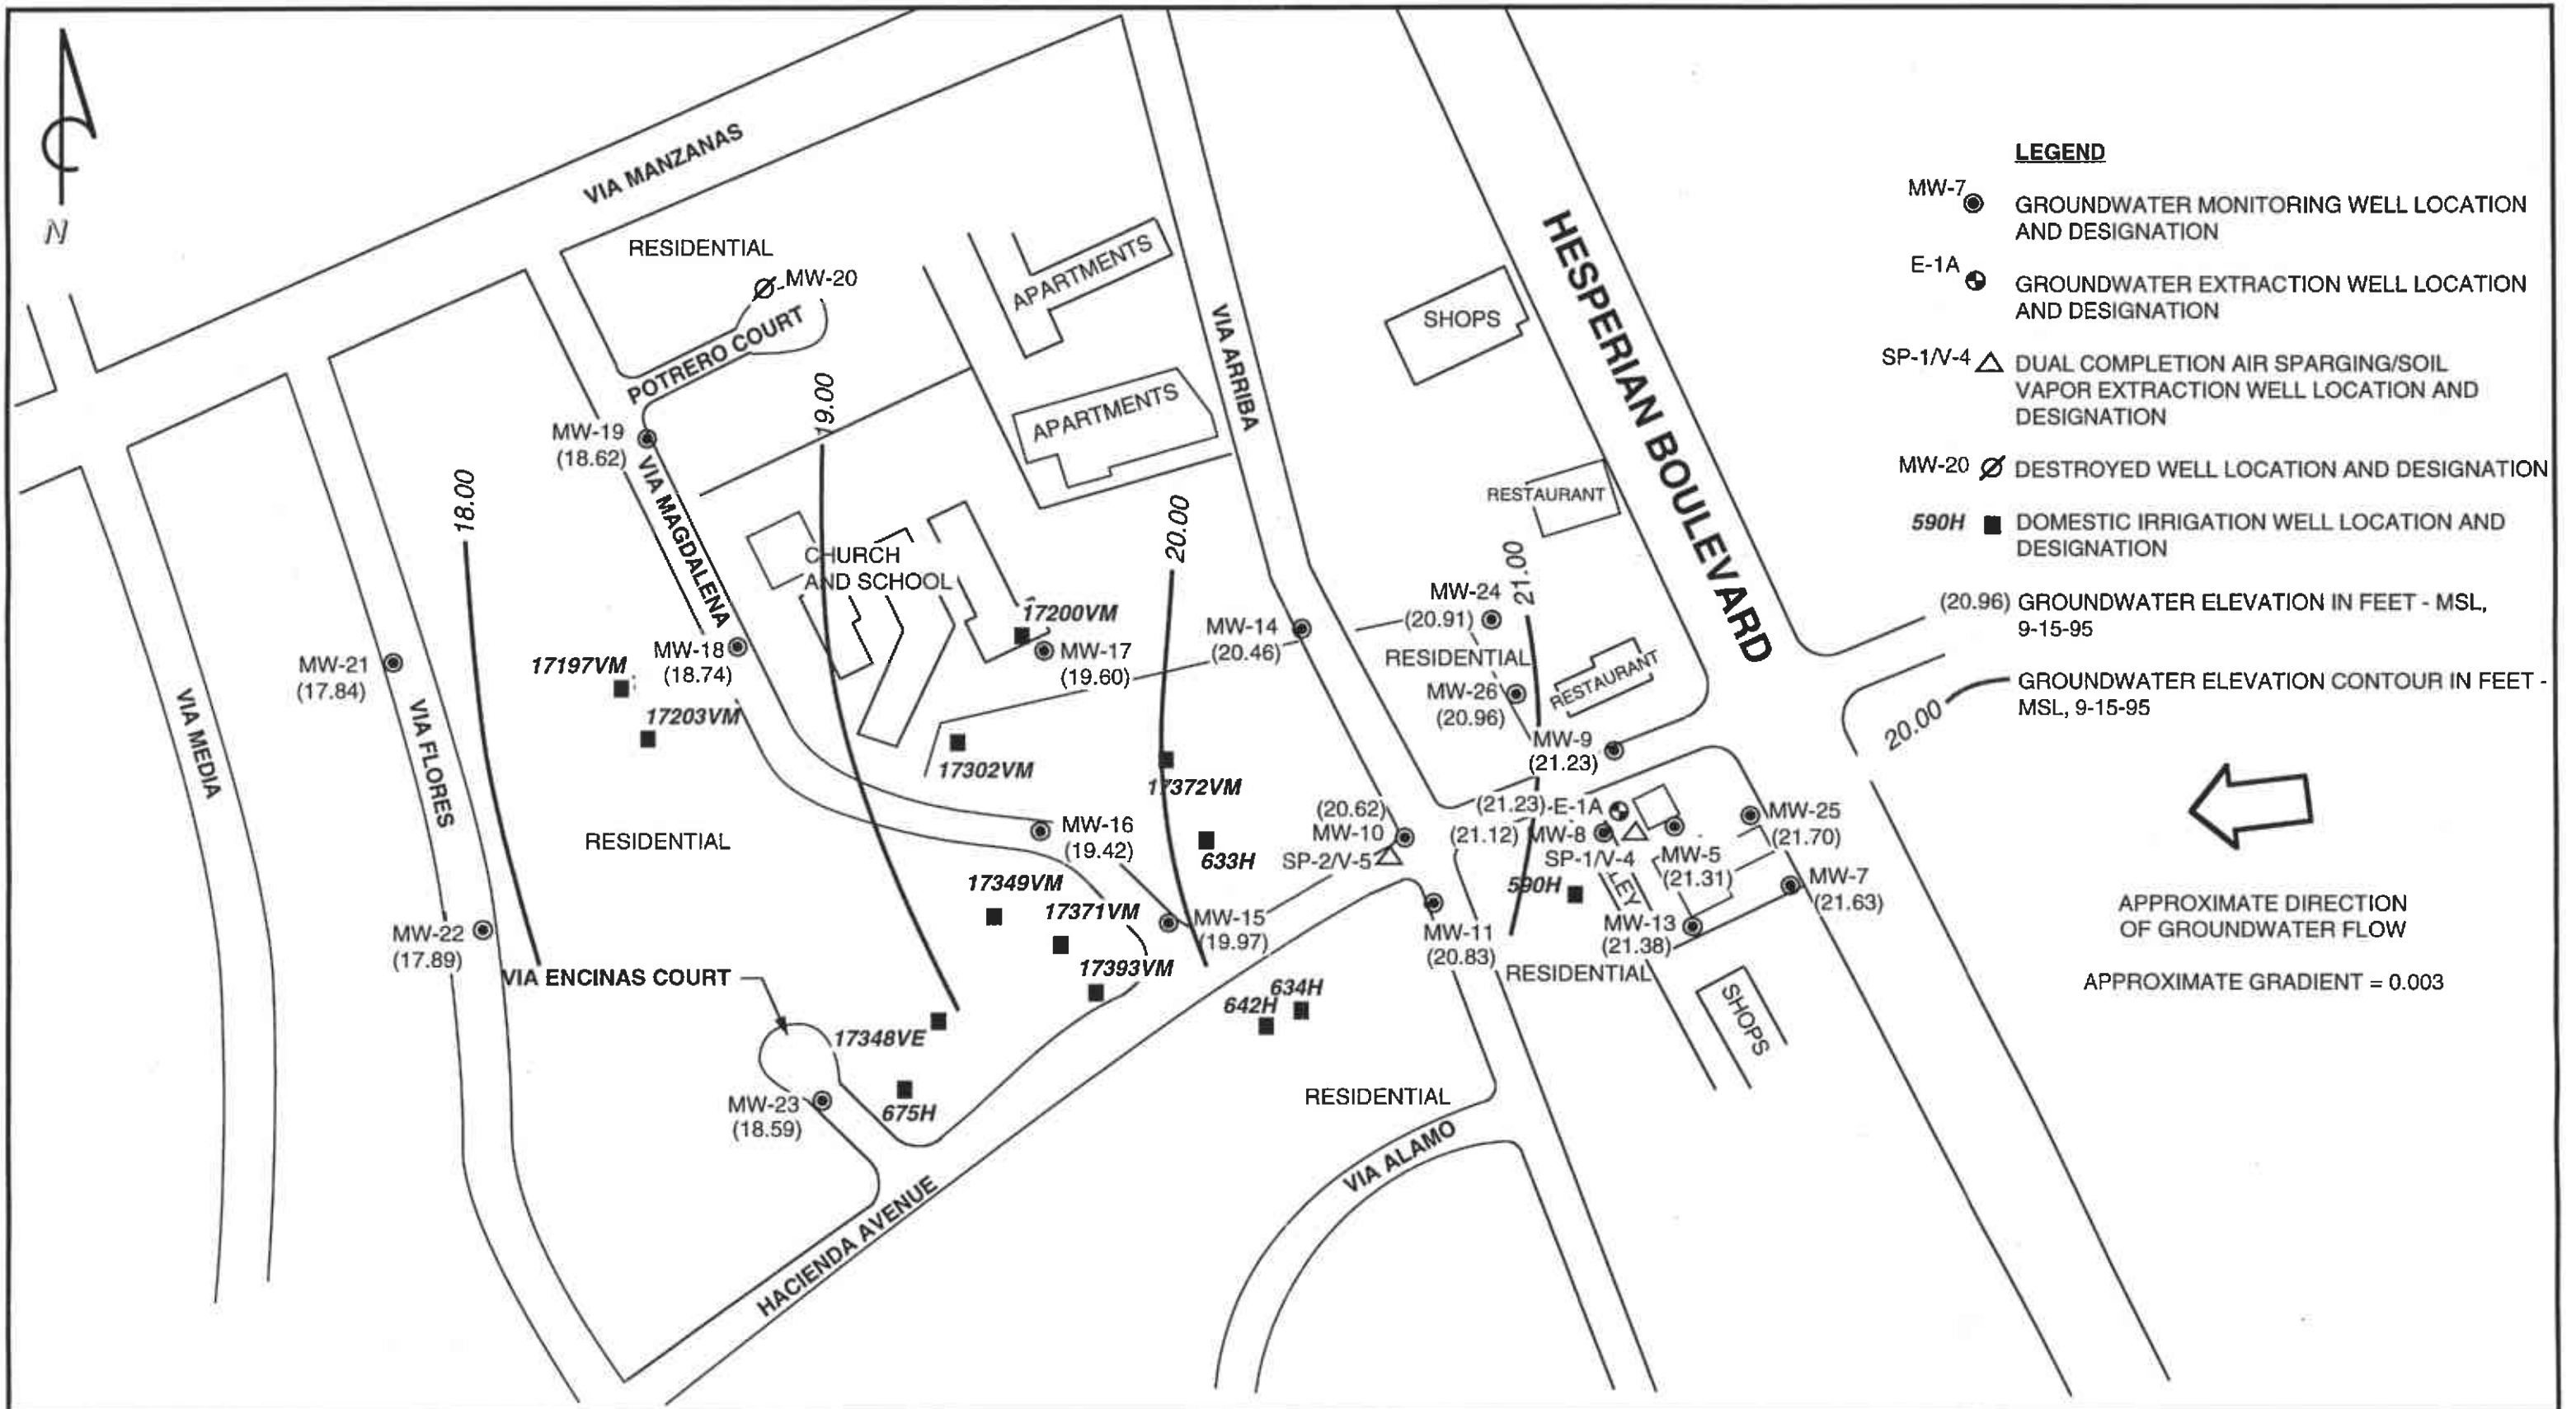 N
VIA MANZANAS
RESIDENTIAL
MW-20
POTRERO COURT
APARTMENTS
APARTMENTS
VIA ARRIBA
SHOPS
HESPERIAN BOULEVARD
RESTAURANT
MW-19
(18.62)
VIA MAGDALENA
19.00
18.00
20.00
21.00
CHURCH
AND SCHOOL
17200VM
MW-17
(19.60)
MW-14
(20.46)
MW-24
(20.91)
RESIDENTIAL
RESTAURANT
MW-26
(20.96)
MW-9
(21.23)
MW-21
(17.84)
VIA MEDIA
VIA FLORES
17197VM
MW-18
(18.74)
17203VM
17302VM
17372VM
RESIDENTIAL
MW-16
(19.42)
633H
(20.62)
MW-10
SP-2/V-5
(21.23)-E-1A
(21.12) MW-8
SP-1/V-4
MW-5
(21.31)
MW-25
(21.70)
590H
LEY
MW-7
(21.63)
MW-13
(21.38)
17349VM
17371VM
MW-15
(19.97)
17393VM
MW-11
(20.83)
RESIDENTIAL
MW-22
(17.89)
VIA ENCINAS COURT
17348VE
642H
634H
SHOPS
675H
MW-23
(18.59)
RESIDENTIAL
VIA ALAMO
HACIENDA AVENUE
LEGEND
MW-7
GROUNDWATER MONITORING WELL LOCATION
AND DESIGNATION
E-1A
GROUNDWATER EXTRACTION WELL LOCATION
AND DESIGNATION
SP-1/V-4
DUAL COMPLETION AIR SPARGING/SOIL
VAPOR EXTRACTION WELL LOCATION AND
DESIGNATION
MW-20
DESTROYED WELL LOCATION AND DESIGNATION
590H
DOMESTIC IRRIGATION WELL LOCATION AND
DESIGNATION
(20.96) GROUNDWATER ELEVATION IN FEET - MSL,
9-15-95
20.00
GROUNDWATER ELEVATION CONTOUR IN FEET -
MSL, 9-15-95
APPROXIMATE DIRECTION
OF GROUNDWATER FLOW
APPROXIMATE GRADIENT = 0.003